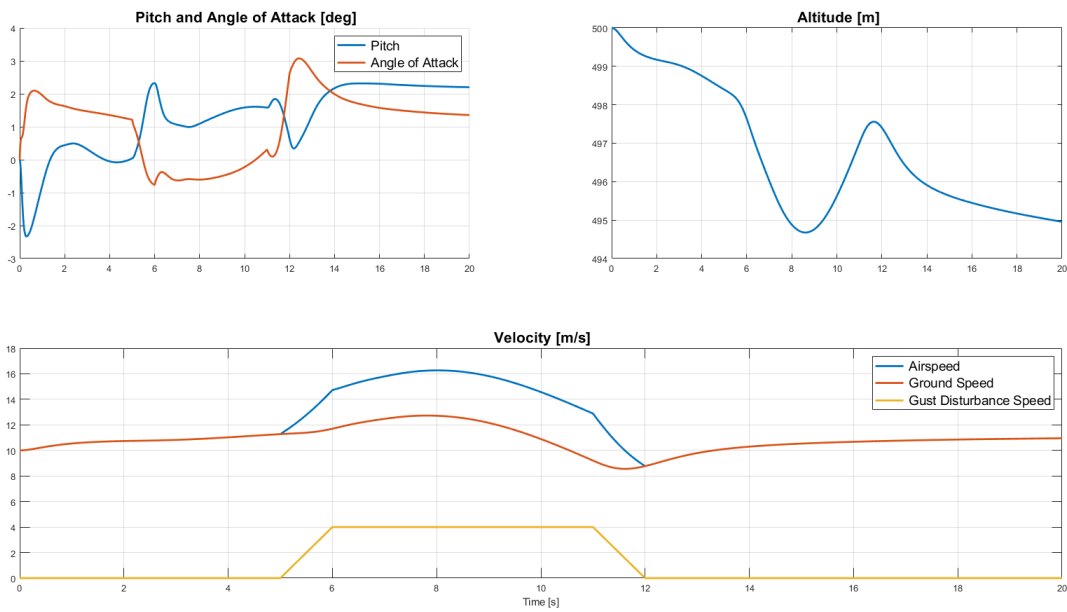 Pitch and Angle of Attack [deg]
4
3
2
1
0
-1
-2
-3
0 2 4 6 8 10 12 14 16 18 20
Pitch
Angle of Attack
Altitude [m]
500
499
498
497
496
495
494
0 2 4 6 8 10 12 14 16 18 20
Velocity [m/s]
18
16
14
12
10
8
6
4
2
0
0 2 4 6 8 10 12 14 16 18 20
Airspeed
Ground Speed
Gust Disturbance Speed
Time [s]